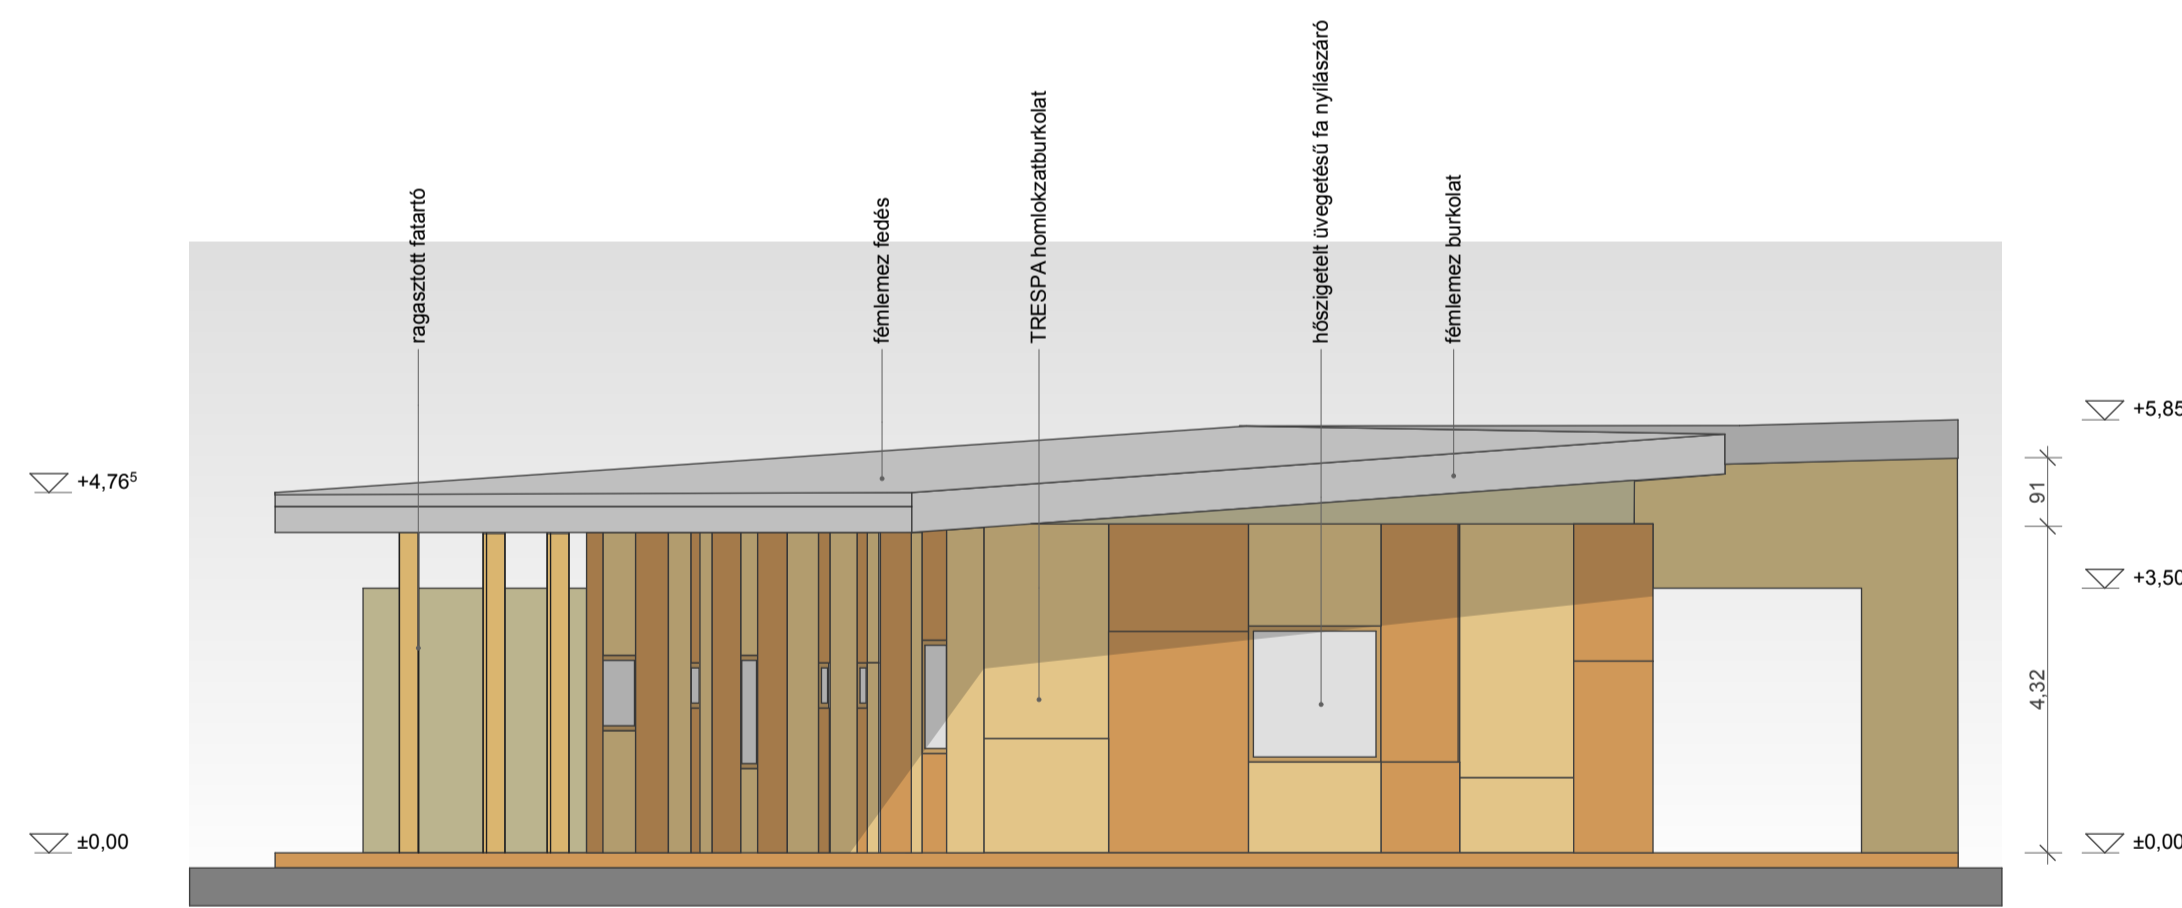 ragasztott fatartó
fémlemez fedés
TRESPA homlokzatburkolat
hőszigetelt üvegetésű fa nyílászáró
fémlemez burkolat
+4,76⁵
±0,00
91
4,32
+5,85
+3,50
±0,00